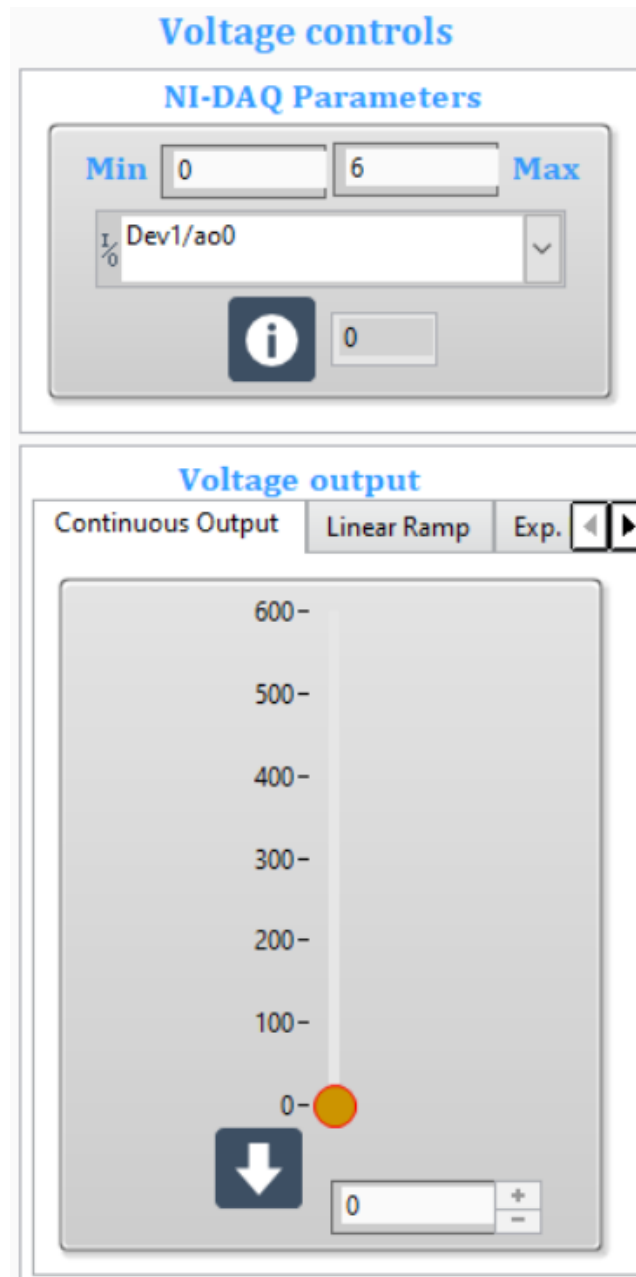 Voltage controls
NI-DAQ Parameters
Min 0 6 Max
I/O Dev1/ao0
i 0
Voltage output
Continuous Output Linear Ramp Exp.
600
500
400
300
200
100
0
0 + −